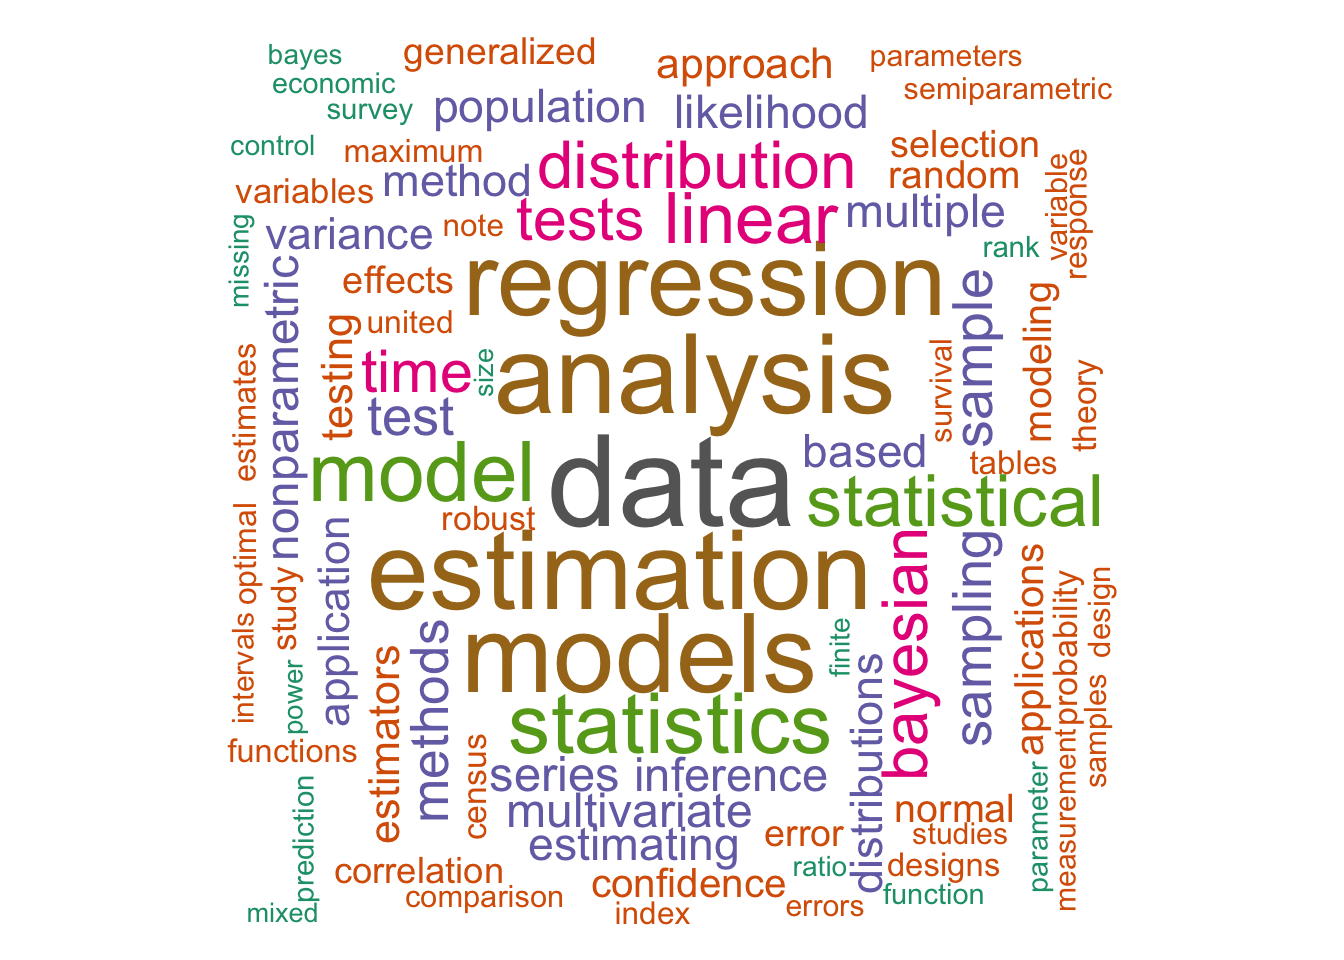 bayes
generalized
approach
parameters
economic
semiparametric
survey
population
likelihood
control
maximum
distribution
selection
variables
method
random
variable
response
missing
variance
note
tests
linear
multiple
rank
nonparametric
effects
regression
sample
modeling
united
testing
time
size
analysis
survival
theory
estimates
test
model
data
based
tables
statistical
robust
optimal
intervals
study
application
estimation
bayesian
sampling
applications
probability
design
power
methods
models
finite
distributions
estimators
functions
statistics
samples
measurement
parameter
census
series
inference
prediction
multivariate
normal
estimating
error
studies
correlation
ratio
designs
comparison
confidence
function
mixed
index
errors